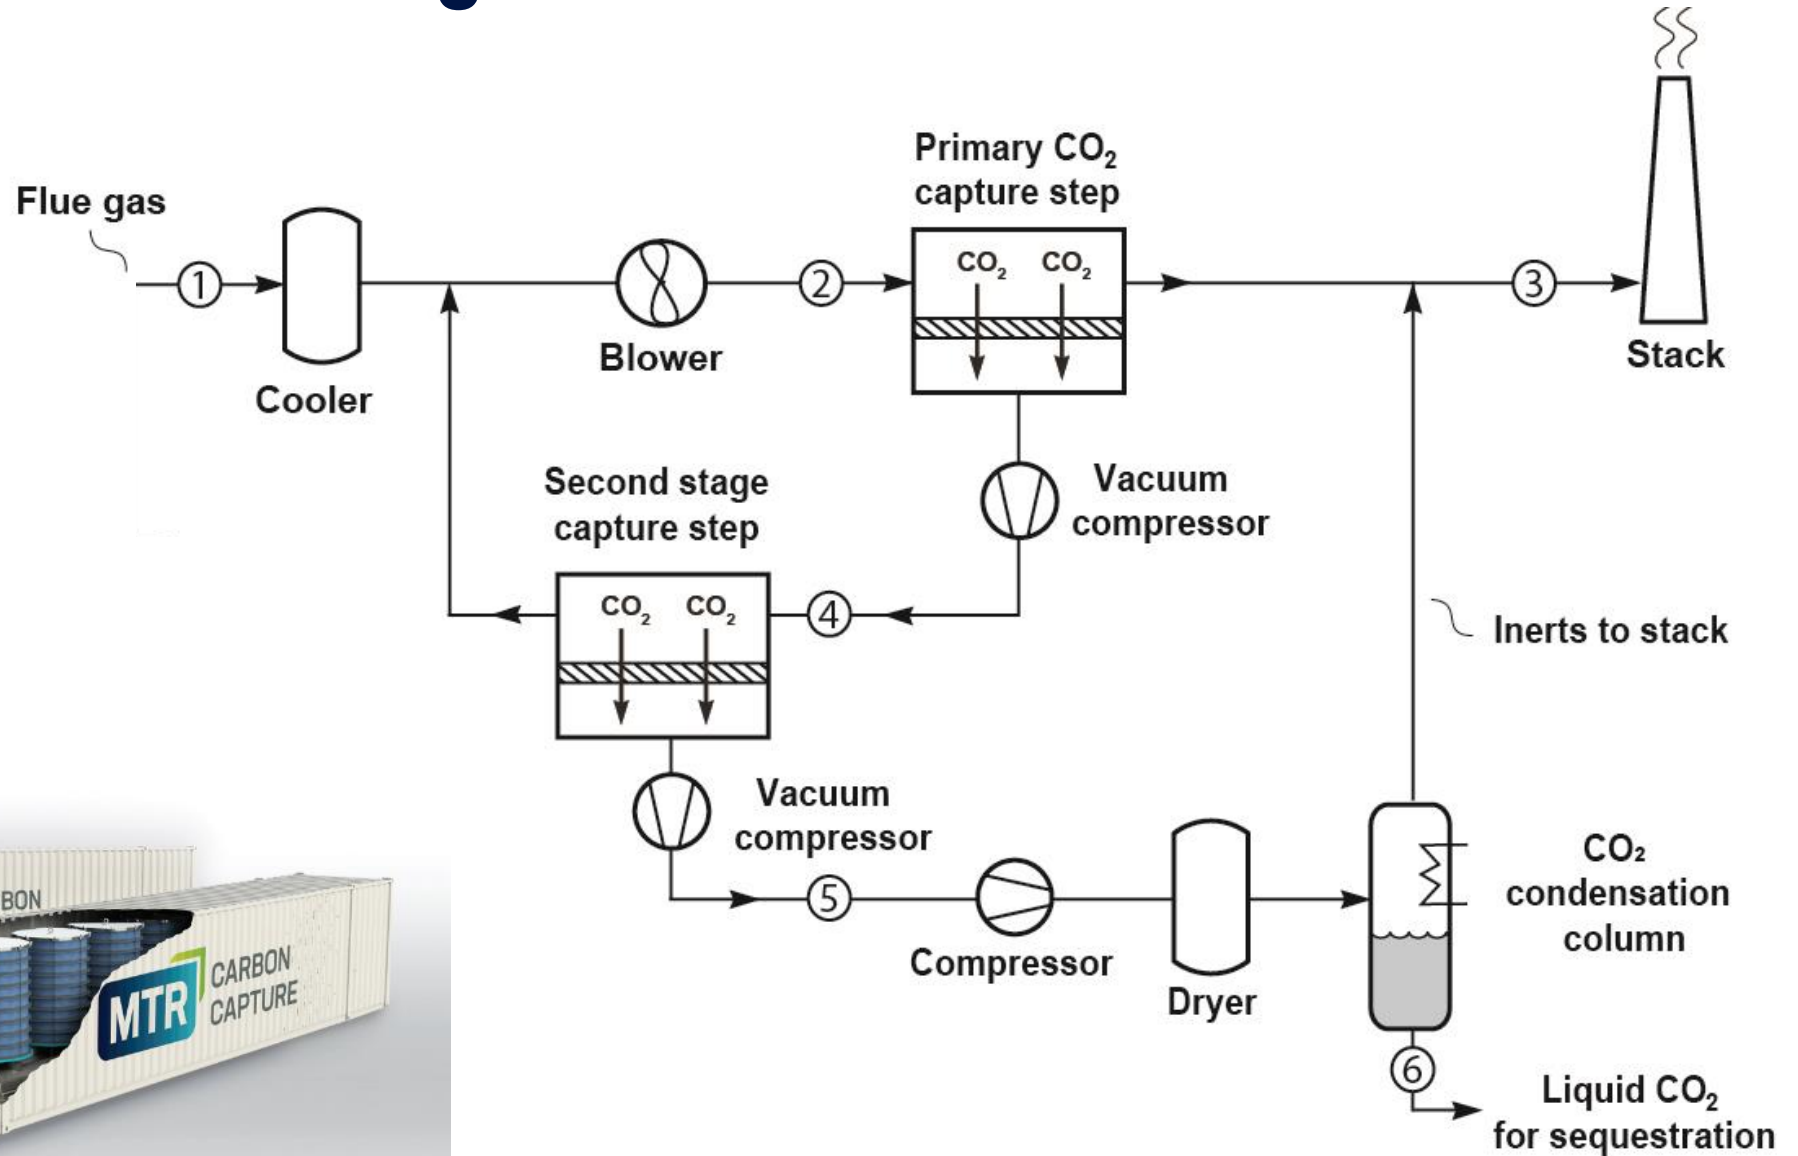 Flue gas
1
Cooler
Blower
2
Primary CO₂
capture step
CO₂ CO₂
3
Stack
Second stage
capture step
CO₂ CO₂
4
Vacuum
compressor
Inerts to stack
Vacuum
compressor
5
Compressor
Dryer
CO₂
condensation
column
6
Liquid CO₂
for sequestration
BON
MTR
CARBON
CAPTURE